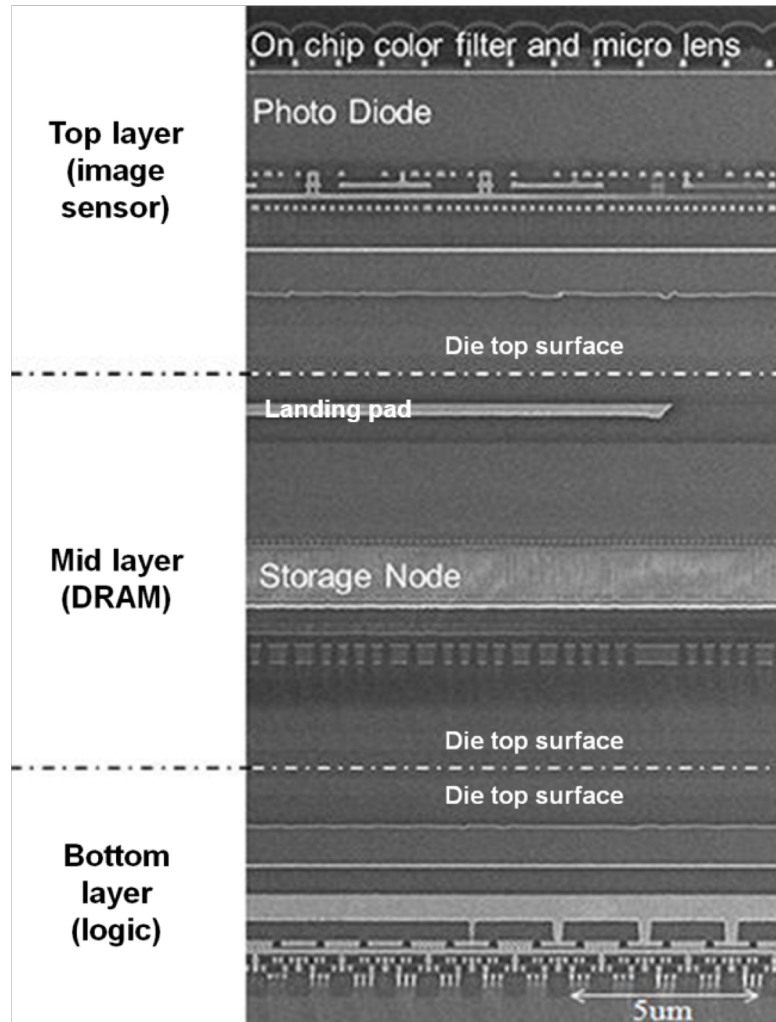 On chip color filter and micro lens
Photo Diode
Top layer
(image
sensor)
Die top surface
Landing pad
Mid layer
(DRAM)
Storage Node
Die top surface
Die top surface
Bottom
layer
(logic)
5um